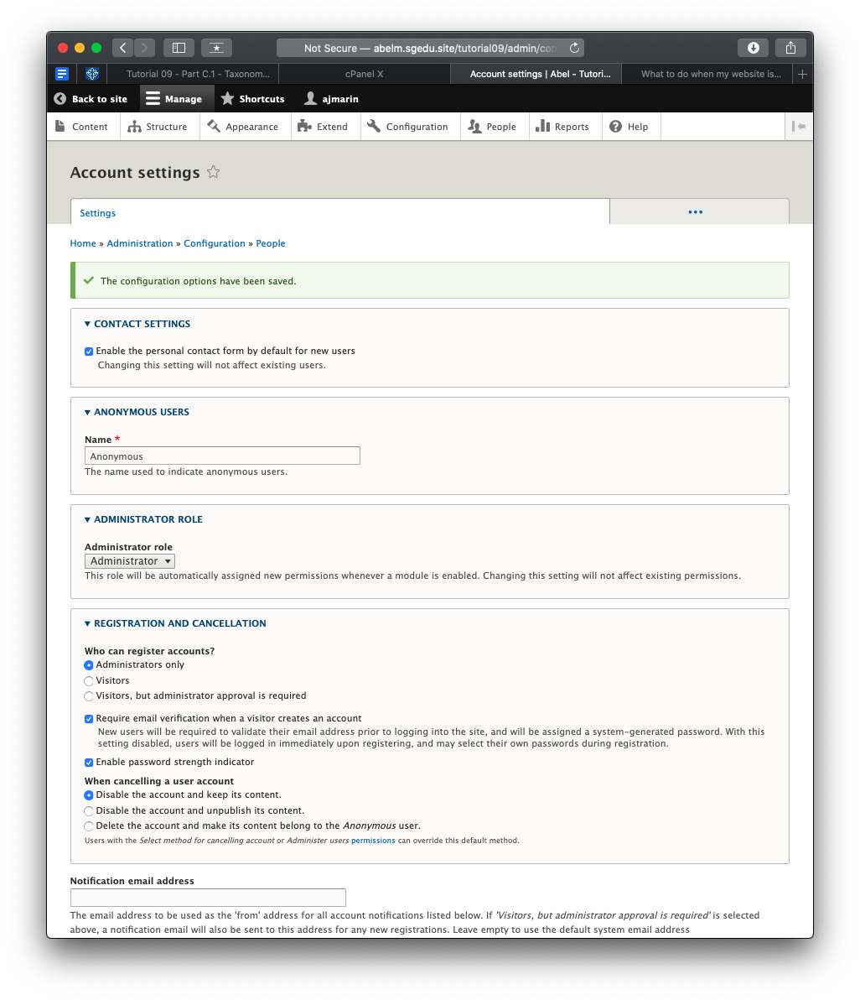 Not Secure — abelm.sgedu.site/tutorial09/admin/con
Tutorial 09 - Part C.1 - Taxonom...
cPanel X
Account settings | Abel - Tutori...
What to do when my website is...
Back to site
Manage
Shortcuts
ajmarin
Content
Structure
Appearance
Extend
Configuration
People
Reports
Help
Account settings
Settings
•••
Home » Administration » Configuration » People
The configuration options have been saved.
▼ CONTACT SETTINGS
Enable the personal contact form by default for new users
Changing this setting will not affect existing users.
▼ ANONYMOUS USERS
Name *
Anonymous
The name used to indicate anonymous users.
▼ ADMINISTRATOR ROLE
Administrator role
Administrator
This role will be automatically assigned new permissions whenever a module is enabled. Changing this setting will not affect existing permissions.
▼ REGISTRATION AND CANCELLATION
Who can register accounts?
Administrators only
Visitors
Visitors, but administrator approval is required
Require email verification when a visitor creates an account
New users will be required to validate their email address prior to logging into the site, and will be assigned a system-generated password. With this
setting disabled, users will be logged in immediately upon registering, and may select their own passwords during registration.
Enable password strength indicator
When cancelling a user account
Disable the account and keep its content.
Disable the account and unpublish its content.
Delete the account and make its content belong to the Anonymous user.
Users with the Select method for cancelling account or Administer users permissions can override this default method.
Notification email address
The email address to be used as the 'from' address for all account notifications listed below. If 'Visitors, but administrator approval is required' is selected
above, a notification email will also be sent to this address for any new registrations. Leave empty to use the default system email address